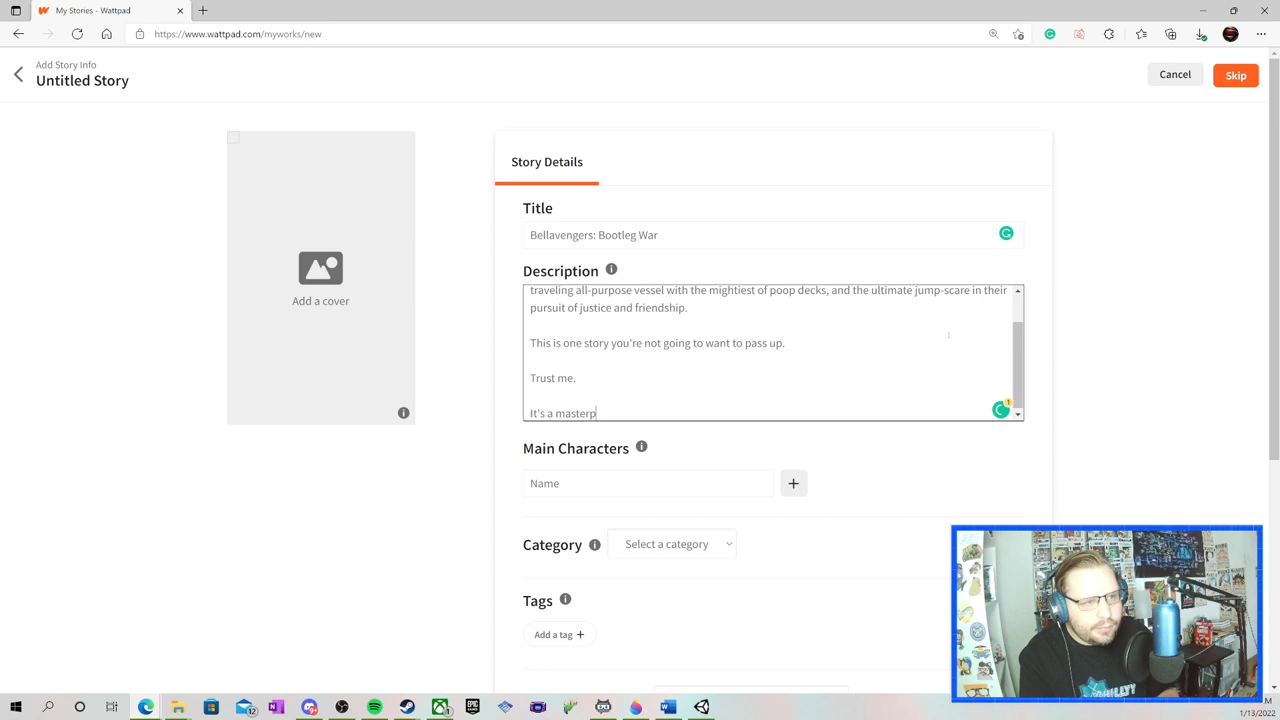 My Stories - Wattpad
https://www.wattpad.com/myworks/new
Add Story Info
Untitled Story
Cancel
Skip
Story Details
Title
Bellavengers: Bootleg War
Description
traveling all-purpose vessel with the mightiest of poop decks, and the ultimate jump-scare in their
pursuit of justice and friendship.
This is one story you're not going to want to pass up.
Trust me.
It's a masterp
1
Add a cover
Main Characters
Name
Category
Select a category
Tags
Add a tag
12
M
1/13/2022